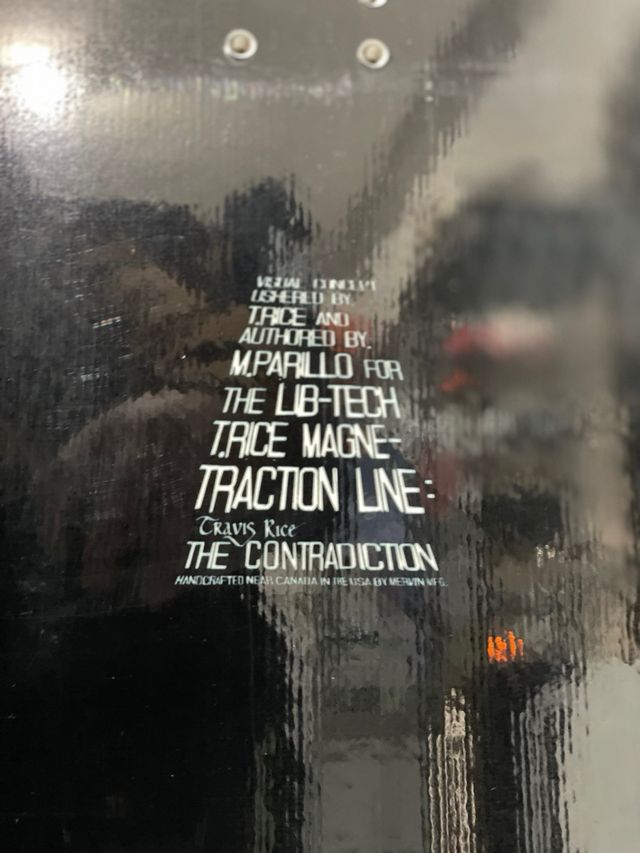 VISUAL CONCEPT
USHERED BY.
T.RICE AND
AUTHORED BY.
M.PARILLO FOR
THE LIB-TECH
T.RICE MAGNE-
TRACTION LINE:
Travis Rice
THE CONTRADICTION
HANDCRAFTED NEAR CANADA IN THE USA BY MERVIN MFG.